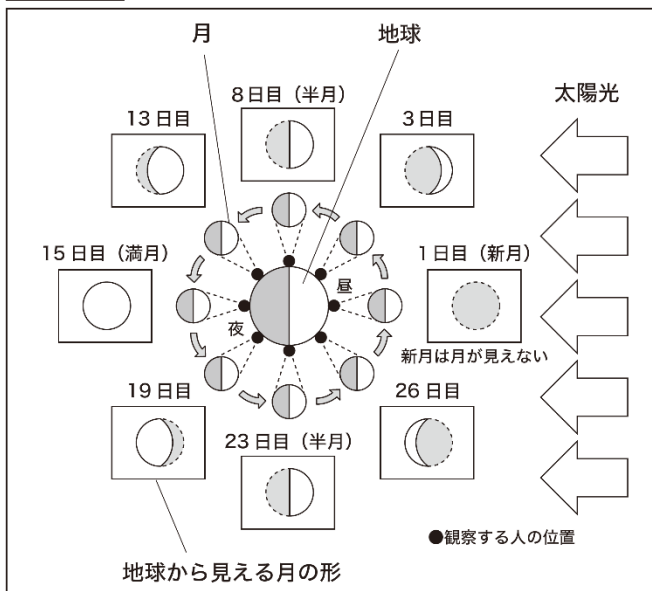 月
地球
8日目（半月）
太陽光
13日目
3日目
15日目（満月）
1日目（新月）
昼
夜
新月は月が見えない
19日目
26日目
23日目（半月）
●観察する人の位置
地球から見える月の形